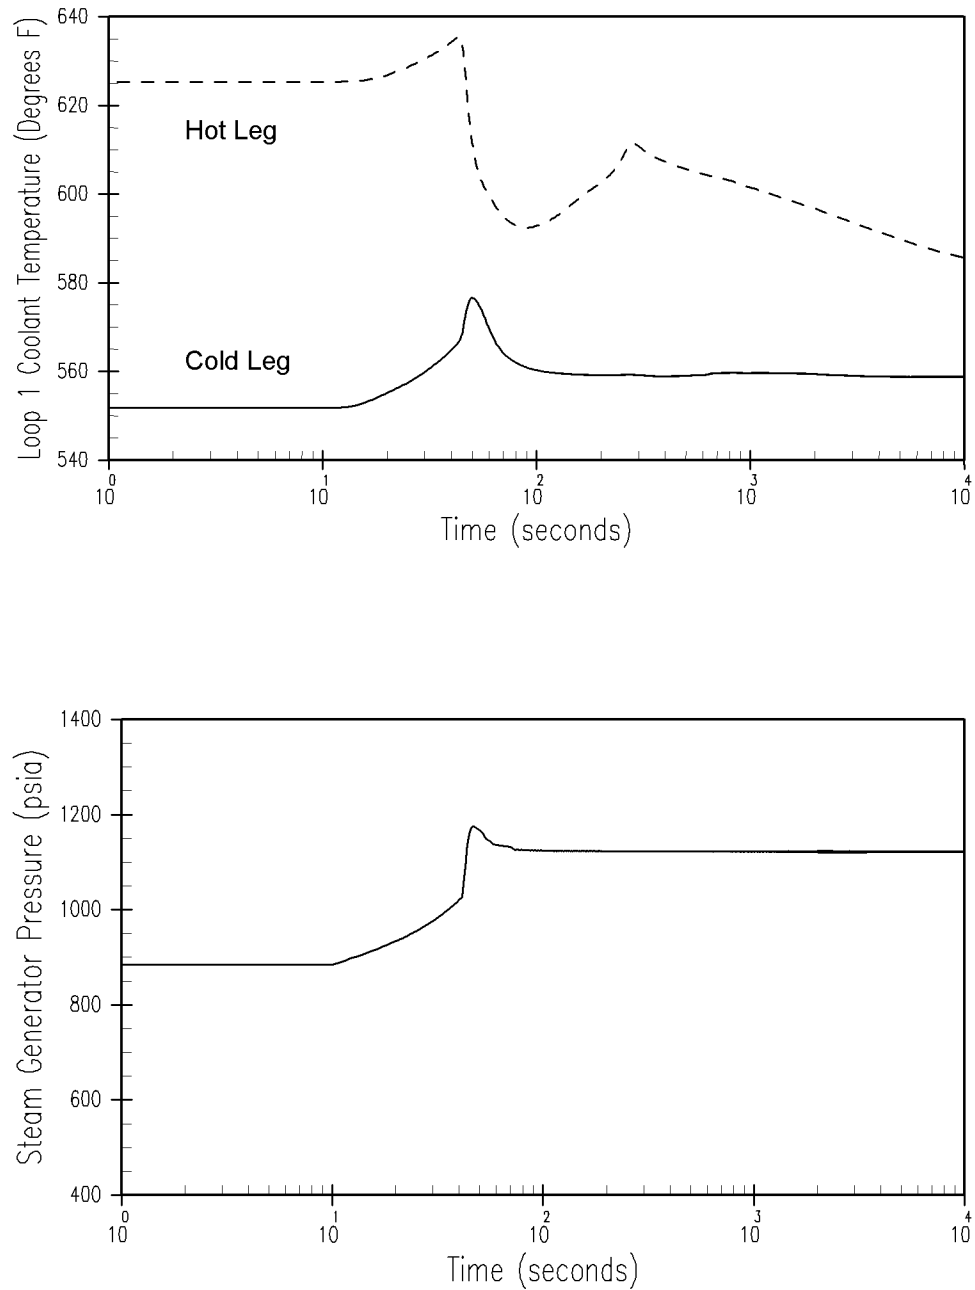 Loop 1 Coolant Temperature (Degrees F)
640
620
600
580
560
540
Hot Leg
Cold Leg
10^0 10^1 10^2 10^3 10^4
Time (seconds)
Steam Generator Pressure (psia)
1400
1200
1000
800
600
400
10^0 10^1 10^2 10^3 10^4
Time (seconds)